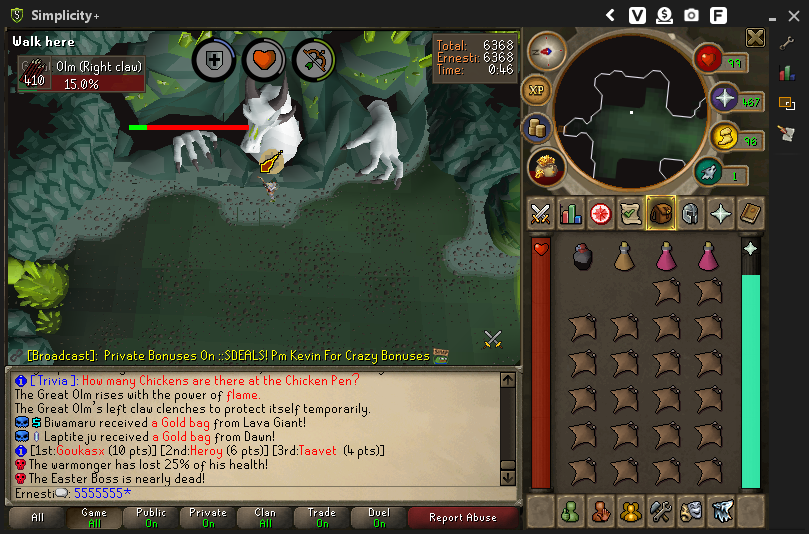 Simplicity+
V
F
Walk here
Olm (Right claw)
410
15.0%
Total: 6368
Ernesti: 6368
Time: 0:46
XP
99
467
96
1
[Broadcast]: Private Bonuses On ::SDEALS! Pm Kevin For Crazy Bonuses
[Trivia]: How many Chickens are there at the Chicken Pen?
The Great Olm rises with the power of flame.
The Great Olm's left claw clenches to protect itself temporarily.
Biwamaru received a Gold bag from Lava Giant!
Laptiteju received a Gold bag from Dawn!
[1st:Goukasx (10 pts)] [2nd:Heroy (6 pts)] [3rd:Taavet (4 pts)]
The warmonger has lost 25% of his health!
The Easter Boss is nearly dead!
Ernesti: 5555555*
All
Game
All
Public
On
Private
On
Clan
All
Trade
On
Duel
On
Report Abuse